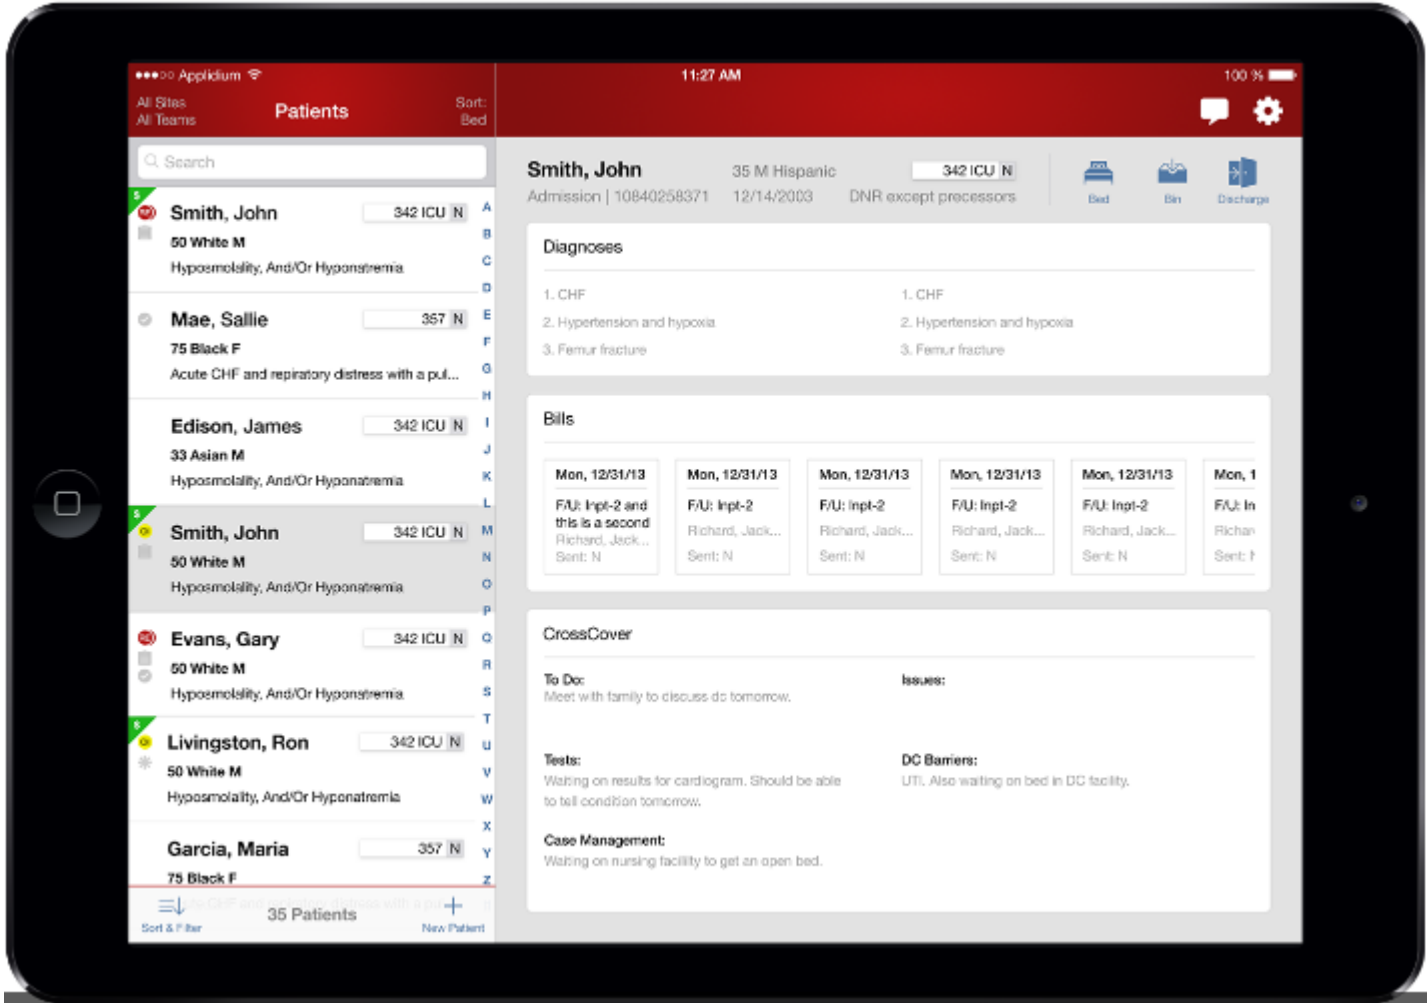 Applidium
11:27 AM
100 %
All Sites
All Teams
Patients
Sort:
Bed
Search
S
Smith, John
342 ICU N
50 White M
Hyposmolality, And/Or Hyponatremia
Mae, Sallie
357 N
75 Black F
Acute CHF and repiratory distress with a pul...
Edison, James
342 ICU N
33 Asian M
Hyposmolality, And/Or Hyponatremia
S
Smith, John
342 ICU N
50 White M
Hyposmolality, And/Or Hyponatremia
Evans, Gary
342 ICU N
50 White M
Hyposmolality, And/Or Hyponatremia
S
Livingston, Ron
342 ICU N
50 White M
Hyposmolality, And/Or Hyponatremia
Garcia, Maria
357 N
75 Black F
A
B
C
D
E
F
G
H
I
J
K
L
M
N
O
P
Q
R
S
T
U
V
W
X
Y
Z
Sort & Filter
35 Patients
New Patient
Smith, John
35 M Hispanic
342 ICU N
Admission | 10840258371
12/14/2003
DNR except precessors
Bed
Bin
Discharge
Diagnoses
1. CHF
2. Hypertension and hypoxia
3. Femur fracture
1. CHF
2. Hypertension and hypoxia
3. Femur fracture
Bills
Mon, 12/31/13
F/U: Inpt-2 and
this is a second
Richard, Jack...
Sent: N
Mon, 12/31/13
F/U: Inpt-2
Richard, Jack...
Sent: N
Mon, 12/31/13
F/U: Inpt-2
Richard, Jack...
Sent: N
Mon, 12/31/13
F/U: Inpt-2
Richard, Jack...
Sent: N
Mon, 12/31/13
F/U: Inpt-2
Richard, Jack...
Sent: N
Mon, 1
F/U: In
Richar
Sent: N
CrossCover
To Do:
Meet with family to discuss dc tomorrow.
Issues:
Tests:
Waiting on results for cardiogram. Should be able
to tell condition tomorrow.
DC Barriers:
UTI. Also waiting on bed in DC facility.
Case Management:
Waiting on nursing facility to get an open bed.